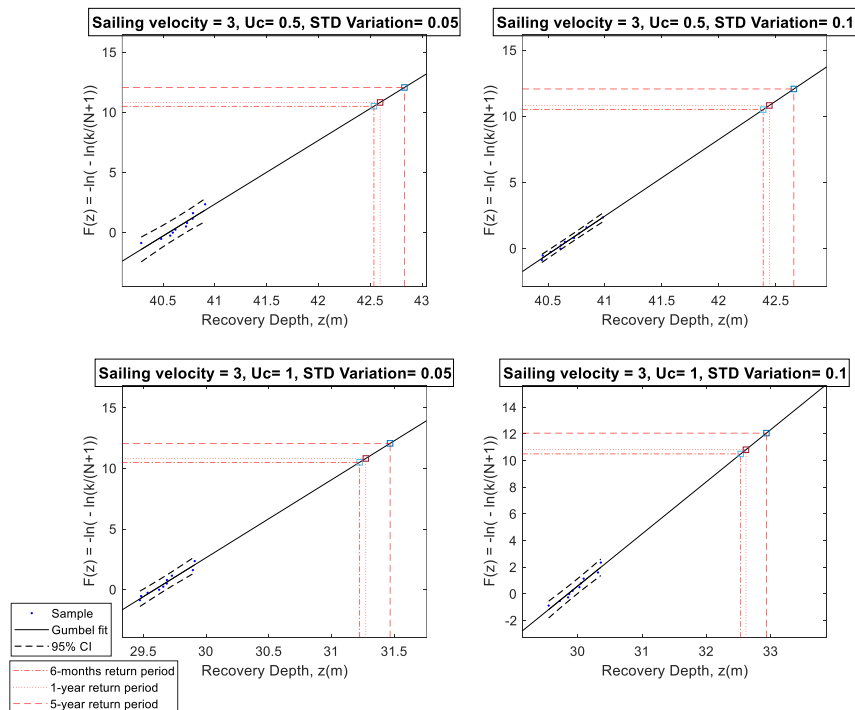 Sailing velocity = 3, Uc= 0.5, STD Variation= 0.05
15
10
5
0
F(z) = -ln( - ln(k/(N+1))
40.5 41 41.5 42 42.5 43
Recovery Depth, z(m)
Sailing velocity = 3, Uc= 0.5, STD Variation= 0.1
15
10
5
0
F(z) = -ln( - ln(k/(N+1))
40.5 41 41.5 42 42.5
Recovery Depth, z(m)
Sailing velocity = 3, Uc= 1, STD Variation= 0.05
15
10
5
0
F(z) = -ln( - ln(k/(N+1))
29.5 30 30.5 31 31.5
Recovery Depth, z(m)
Sailing velocity = 3, Uc= 1, STD Variation= 0.1
14
12
10
8
6
4
2
0
-2
F(z) = -ln( - ln(k/(N+1))
30 31 32 33
Recovery Depth, z(m)
Sample
Gumbel fit
95% CI
6-months return period
1-year return period
5-year return period